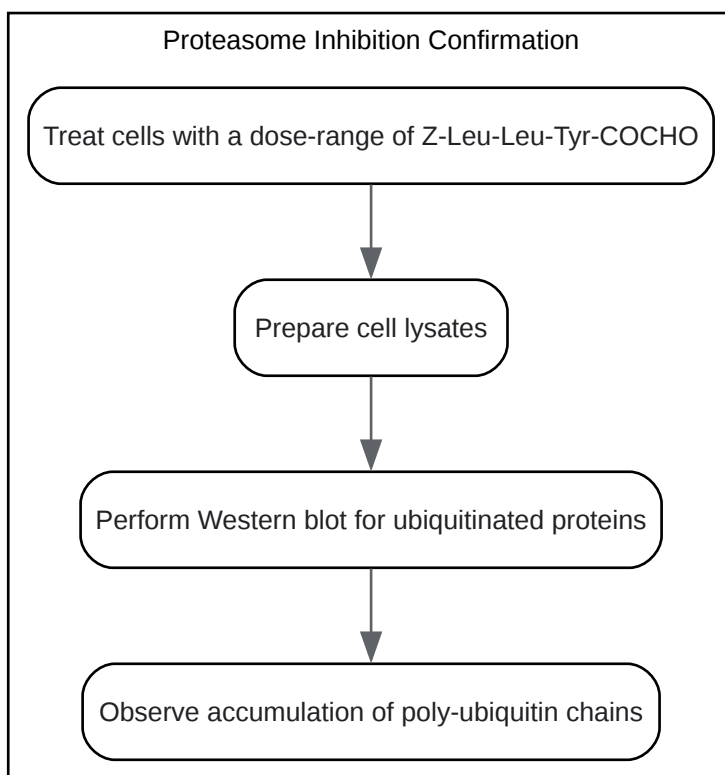 Proteasome Inhibition Confirmation
Treat cells with a dose-range of Z-Leu-Leu-Tyr-COCHO
Prepare cell lysates
Perform Western blot for ubiquitinated proteins
Observe accumulation of poly-ubiquitin chains